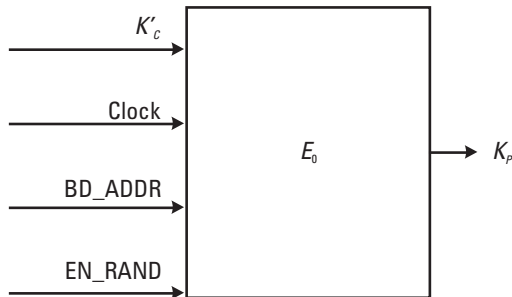 K′c
Clock
BD_ADDR
EN_RAND
E₀
Kₚ